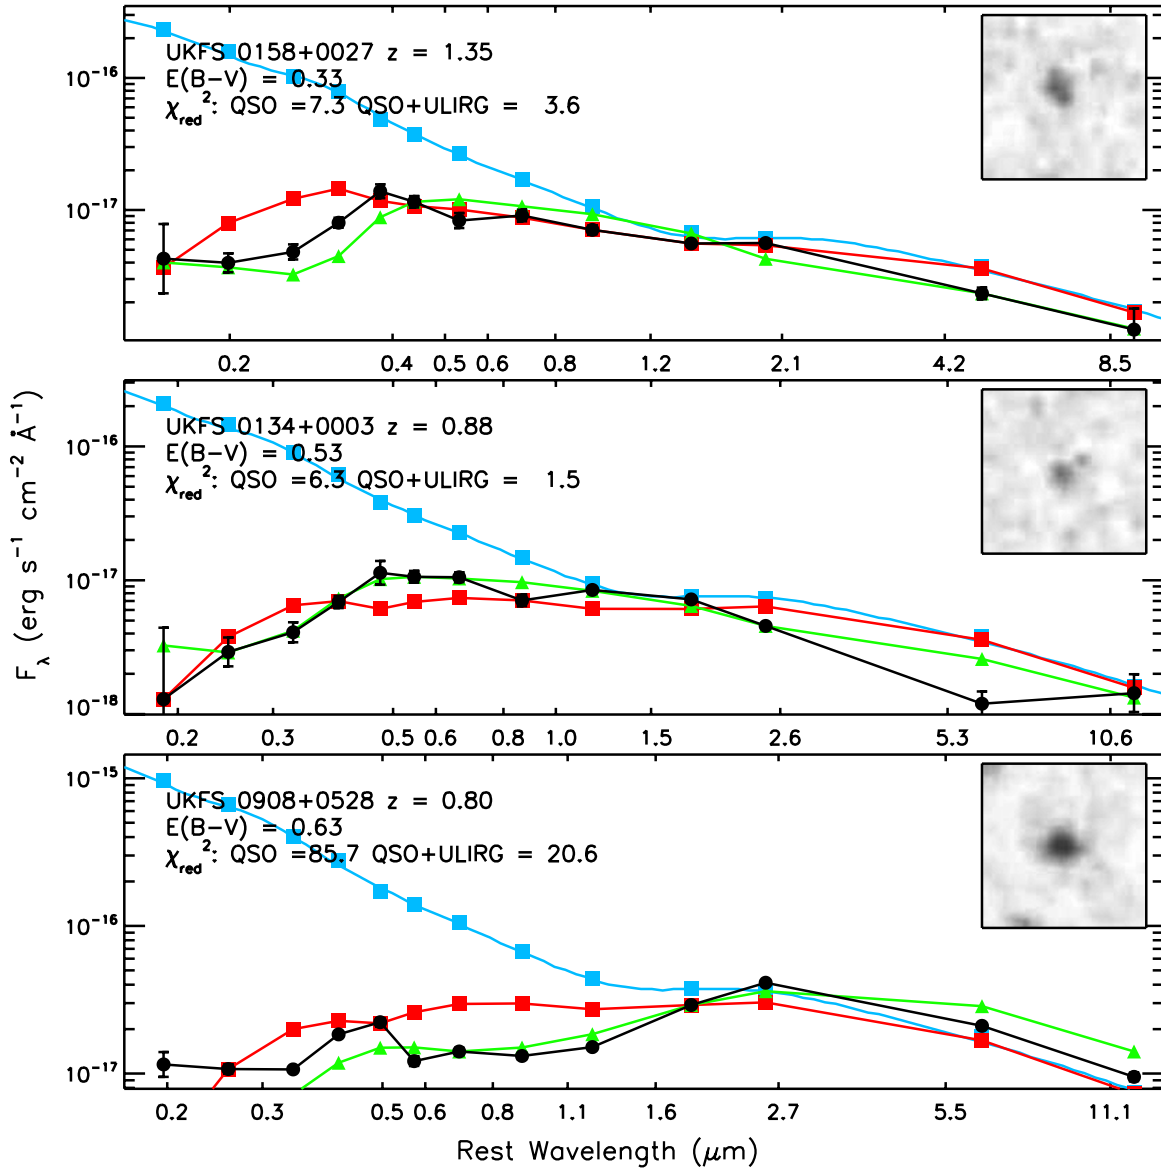 UKFS 0158+0027 z = 1.35
E(B−V) = 0.33
χred²: QSO =7.3 QSO+ULIRG = 3.6
10⁻¹⁶
10⁻¹⁷
0.2 0.4 0.5 0.6 0.8 1.2 2.1 4.2 8.5
UKFS 0134+0003 z = 0.88
E(B−V) = 0.53
χred²: QSO =6.3 QSO+ULIRG = 1.5
10⁻¹⁶
10⁻¹⁷
10⁻¹⁸
F_λ (erg s⁻¹ cm⁻² Å⁻¹)
0.2 0.3 0.5 0.6 0.8 1.0 1.5 2.6 5.3 10.6
10⁻¹⁵
UKFS 0908+0528 z = 0.80
E(B−V) = 0.63
χred²: QSO =85.7 QSO+ULIRG = 20.6
10⁻¹⁶
10⁻¹⁷
0.2 0.3 0.5 0.6 0.8 1.1 1.6 2.7 5.5 11.1
Rest Wavelength (μm)